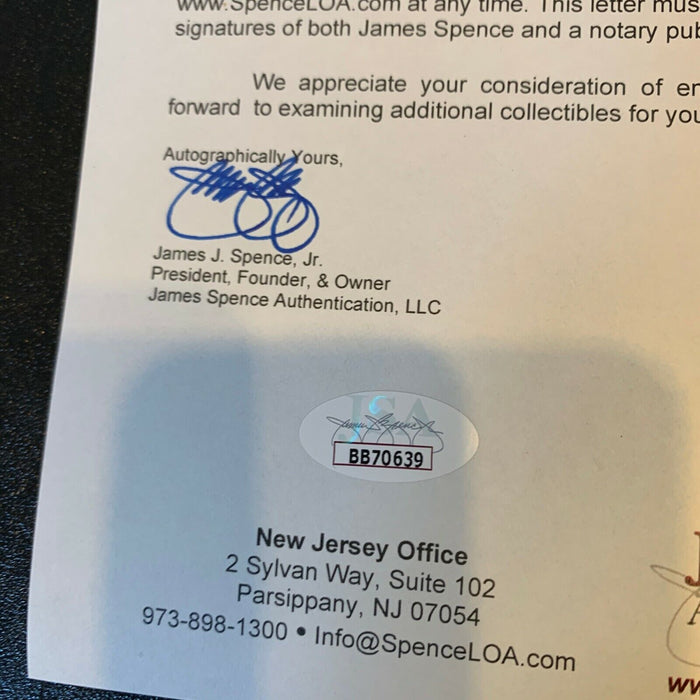 www.SpenceLOA.com at any time. This letter mus
signatures of both James Spence and a notary pub
We appreciate your consideration of en
forward to examining additional collectibles for you
Autographically Yours,
James J. Spence, Jr.
President, Founder, & Owner
James Spence Authentication, LLC
JSA
BB70639
New Jersey Office
2 Sylvan Way, Suite 102
Parsippany, NJ 07054
973-898-1300 • Info@SpenceLOA.com